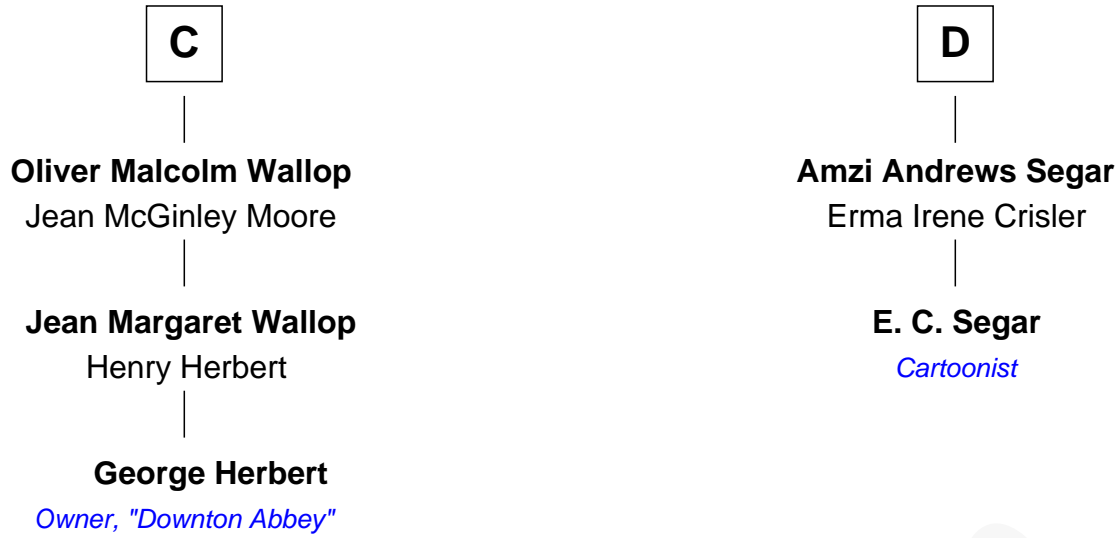 C
Oliver Malcolm Wallop
Jean McGinley Moore
Jean Margaret Wallop
Henry Herbert
George Herbert
Owner, "Downton Abbey"
D
Amzi Andrews Segar
Erma Irene Crisler
E. C. Segar
Cartoonist